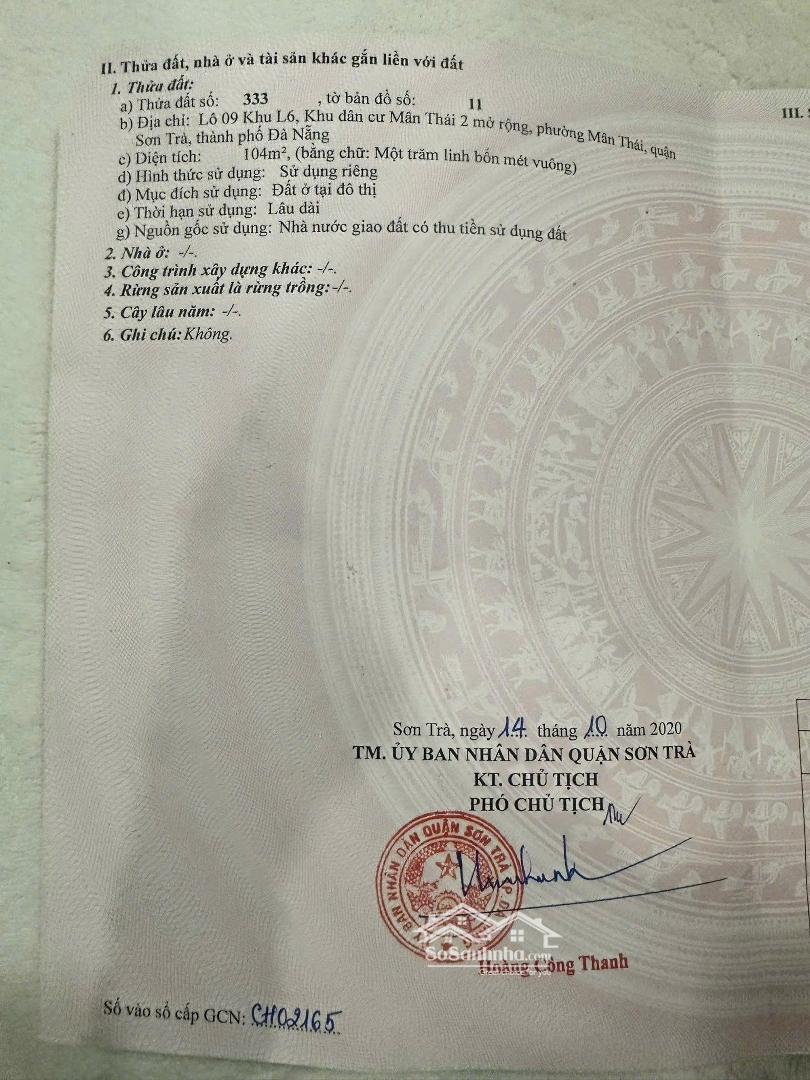 II. Thửa đất, nhà ở và tài sản khác gắn liền với đất
1. Thửa đất:
a) Thửa đất số: 333 , tờ bản đồ số: 11
b) Địa chỉ: Lô 09 Khu L6, Khu dân cư Mân Thái 2 mở rộng, phường Mân Thái, quận
Sơn Trà, thành phố Đà Nẵng
c) Diện tích: 104m², (bằng chữ: Một trăm linh bốn mét vuông)
d) Hình thức sử dụng: Sử dụng riêng
đ) Mục đích sử dụng: Đất ở tại đô thị
e) Thời hạn sử dụng: Lâu dài
g) Nguồn gốc sử dụng: Nhà nước giao đất có thu tiền sử dụng đất
2. Nhà ở: -/-.
3. Công trình xây dựng khác: -/-.
4. Rừng sản xuất là rừng trồng: -/-.
5. Cây lâu năm: -/-.
6. Ghi chú: Không.
III.
Sơn Trà, ngày 14 tháng 10 năm 2020
TM. ỦY BAN NHÂN DÂN QUẬN SƠN TRÀ
KT. CHỦ TỊCH
PHÓ CHỦ TỊCH
BAN NHÂN DÂN QUẬN SƠN TRÀ
SoSanhnha.com
Hoàng Công Thanh
Số vào sổ cấp GCN: CH02165